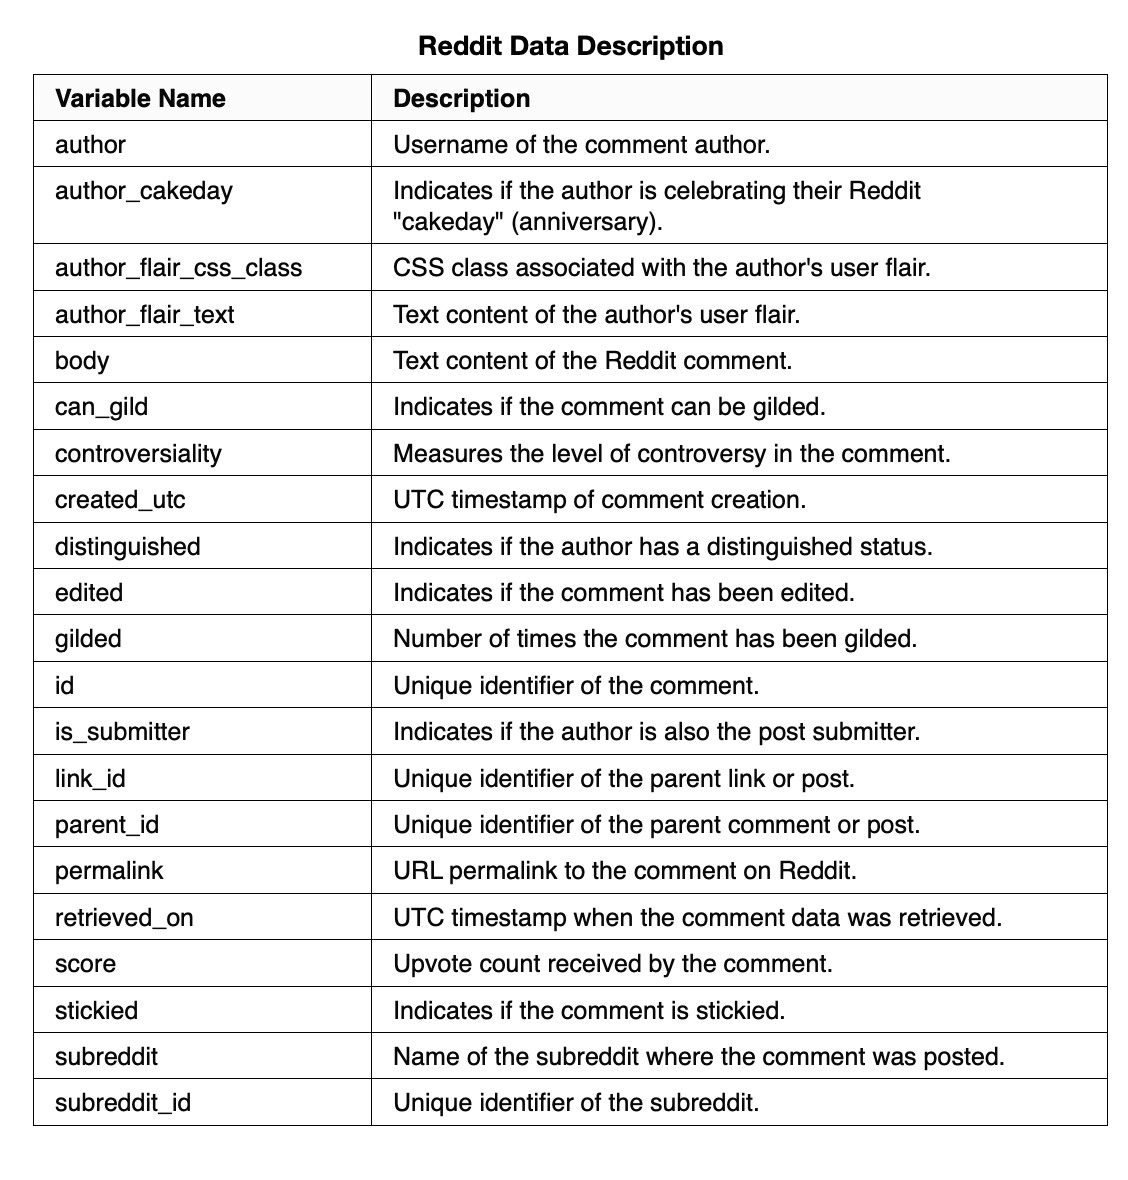 Reddit Data Description
Variable Name Description
author Username of the comment author.
author_cakeday Indicates if the author is celebrating their Reddit
"cakeday" (anniversary).
author_flair_css_class CSS class associated with the author's user flair.
author_flair_text Text content of the author's user flair.
body Text content of the Reddit comment.
can_gild Indicates if the comment can be gilded.
controversiality Measures the level of controversy in the comment.
created_utc UTC timestamp of comment creation.
distinguished Indicates if the author has a distinguished status.
edited Indicates if the comment has been edited.
gilded Number of times the comment has been gilded.
id Unique identifier of the comment.
is_submitter Indicates if the author is also the post submitter.
link_id Unique identifier of the parent link or post.
parent_id Unique identifier of the parent comment or post.
permalink URL permalink to the comment on Reddit.
retrieved_on UTC timestamp when the comment data was retrieved.
score Upvote count received by the comment.
stickied Indicates if the comment is stickied.
subreddit Name of the subreddit where the comment was posted.
subreddit_id Unique identifier of the subreddit.